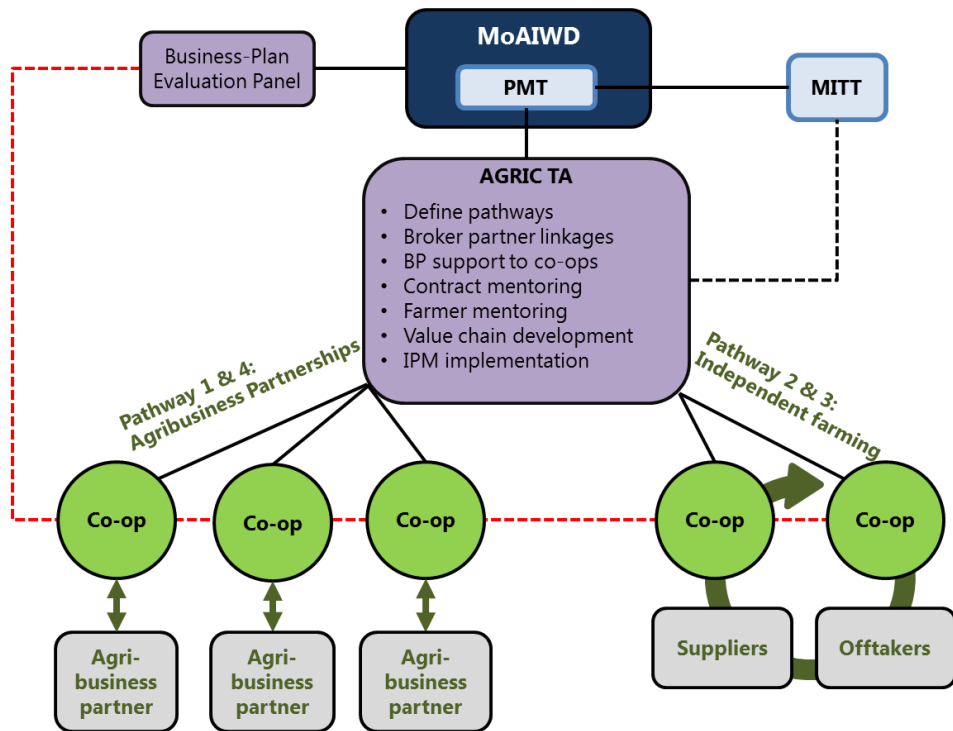 Business-Plan
Evaluation Panel
MoAIWD
PMT
MITT
AGRIC TA
• Define pathways
• Broker partner linkages
• BP support to co-ops
• Contract mentoring
• Farmer mentoring
• Value chain development
• IPM implementation
Pathway 1 & 4:
Agribusiness Partnerships
Pathway 2 & 3:
Independent farming
Co-op
Co-op
Co-op
Co-op
Co-op
Agri-
business
partner
Agri-
business
partner
Agri-
business
partner
Suppliers
Offtakers